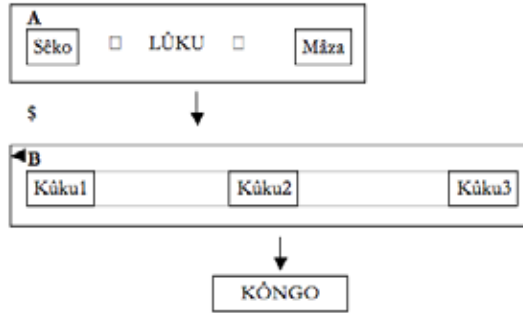 A
Sêko □ LÛKU □ Mâza
$
B
Kûku1 Kûku2 Kûku3
KÔNGO